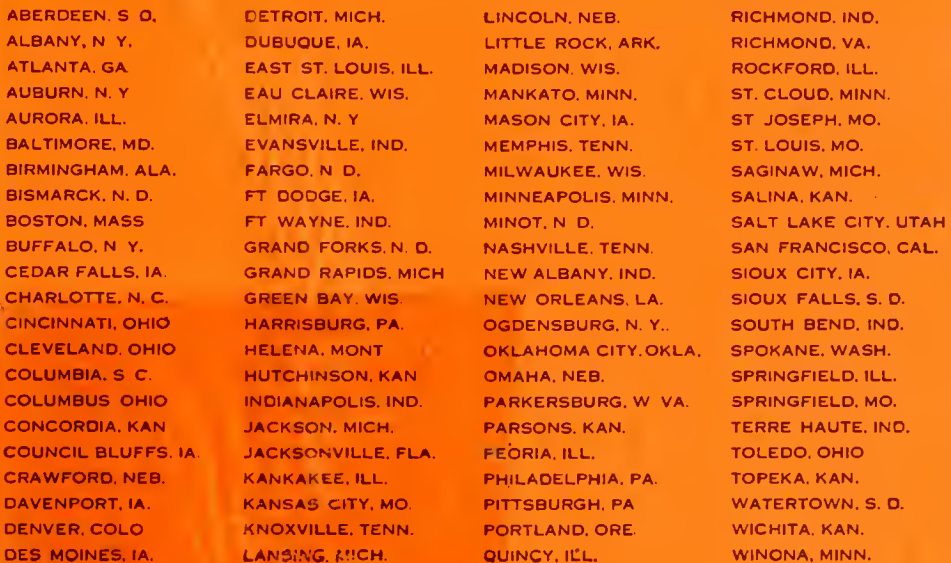 ABERDEEN. S D.
ALBANY, N Y.
ATLANTA. GA
AUBURN. N. Y
AURORA. ILL.
BALTIMORE, MD.
BIRMINGHAM. ALA.
BISMARCK, N. D.
BOSTON, MASS
BUFFALO, N Y.
CEDAR FALLS, IA.
CHARLOTTE, N. C.
CINCINNATI, OHIO
CLEVELAND. OHIO
COLUMBIA. S C.
COLUMBUS OHIO
CONCORDIA, KAN
COUNCIL BLUFFS, IA.
CRAWFORD, NEB.
DAVENPORT, IA.
DENVER, COLO
DES MOINES, IA.
DETROIT, MICH.
DUBUQUE, IA.
EAST ST. LOUIS, ILL.
EAU CLAIRE, WIS.
ELMIRA, N. Y
EVANSVILLE, IND.
FARGO, N D.
FT DODGE, IA.
FT WAYNE, IND.
GRAND FORKS, N. D.
GRAND RAPIDS, MICH
GREEN BAY. WIS.
HARRISBURG, PA.
HELENA, MONT
HUTCHINSON, KAN
INDIANAPOLIS. IND.
JACKSON, MICH.
JACKSONVILLE, FLA.
KANKAKEE, ILL.
KANSAS CITY, MO.
KNOXVILLE, TENN.
LANSING, MICH.
LINCOLN, NEB.
LITTLE ROCK, ARK.
MADISON. WIS.
MANKATO, MINN.
MASON CITY, IA.
MEMPHIS, TENN.
MILWAUKEE, WIS.
MINNEAPOLIS, MINN.
MINOT, N D.
NASHVILLE, TENN.
NEW ALBANY, IND.
NEW ORLEANS, LA.
OGDENSBURG, N. Y..
OKLAHOMA CITY, OKLA.
OMAHA, NEB.
PARKERSBURG, W VA.
PARSONS. KAN.
PEORIA, ILL.
PHILADELPHIA, PA.
PITTSBURGH, PA
PORTLAND, ORE.
QUINCY, ILL.
RICHMOND. IND.
RICHMOND, VA.
ROCKFORD, ILL.
ST. CLOUD, MINN.
ST JOSEPH, MO.
ST. LOUIS, MO.
SAGINAW, MICH.
SALINA, KAN.
SALT LAKE CITY. UTAH
SAN FRANCISCO, CAL.
SIOUX CITY, IA.
SIOUX FALLS, S. D.
SOUTH BEND, IND.
SPOKANE, WASH.
SPRINGFIELD, ILL.
SPRINGFIELD, MO.
TERRE HAUTE, IND.
TOLEDO, OHIO
TOPEKA, KAN.
WATERTOWN, S. D.
WICHITA, KAN.
WINONA, MINN.